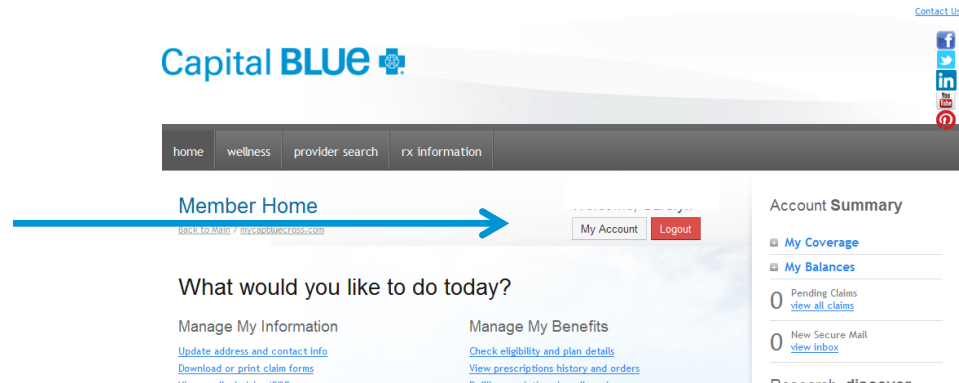 Contact Us
Capital BLUE
You
Tube
home wellness provider search rx information
Member Home
Back to Main / mycapbluecross.com
My Account Logout
What would you like to do today?
Manage My Information
Update address and contact info
Download or print claim forms
Manage My Benefits
Check eligibility and plan details
View prescriptions history and orders
Account Summary
My Coverage
My Balances
0 Pending Claims
view all claims
0 New Secure Mail
view inbox